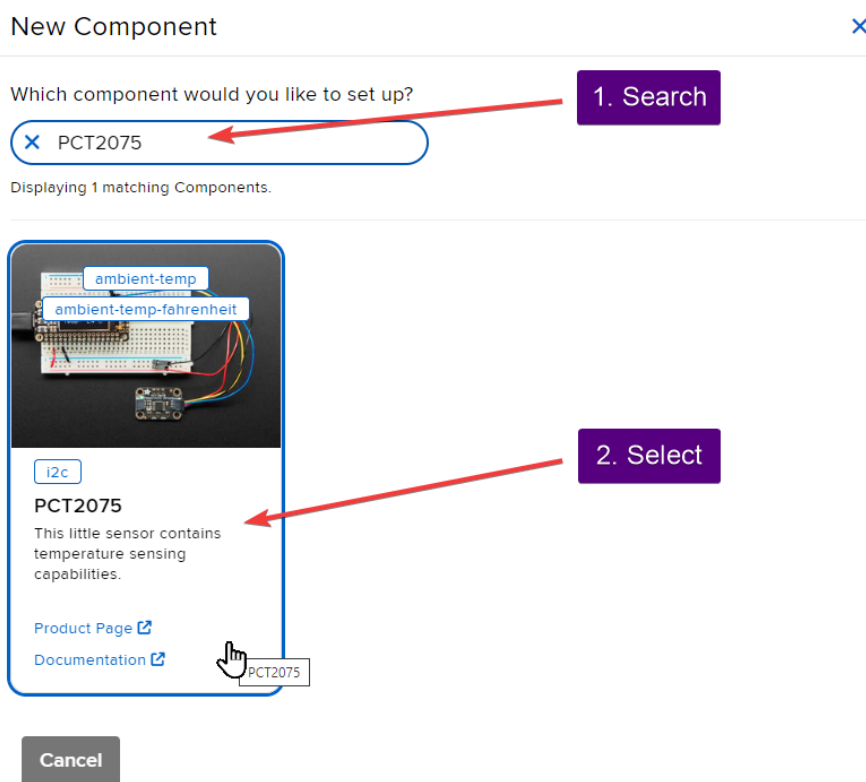 New Component
Which component would you like to set up?
1. Search
PCT2075
Displaying 1 matching Components.
ambient-temp
ambient-temp-fahrenheit
i2c
2. Select
PCT2075
This little sensor contains
temperature sensing
capabilities.
Product Page
Documentation
PCT2075
Cancel